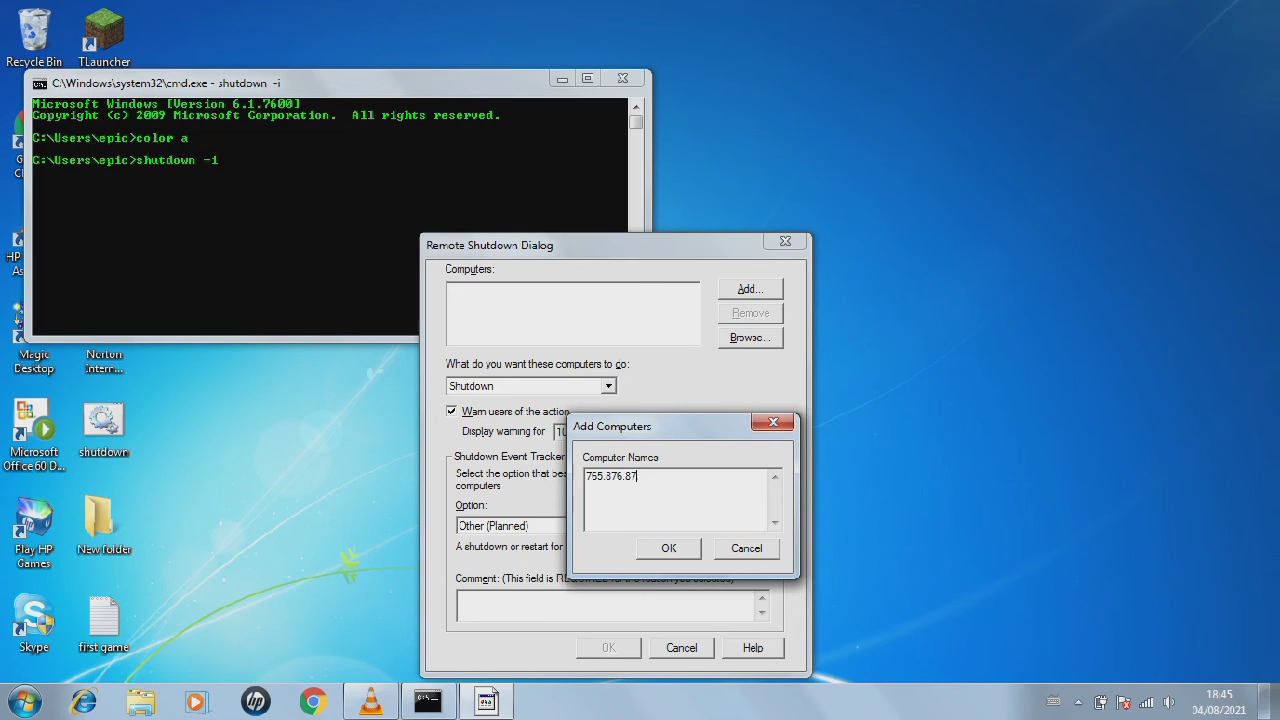 Recycle Bin
TLauncher
C:\Windows\system32\cmd.exe - shutdown -i
Microsoft Windows [Version 6.1.7600]
Copyright (c) 2009 Microsoft Corporation. All rights reserved.
C:\Users\epic>color a
C:\Users\epic>shutdown -i
Remote Shutdown Dialog
Computers:
Add...
Remove
Browse...
What do you want these computers to do:
Shutdown
Warn users of the action
Display warning for
Shutdown Event Tracker
Select the option that
computers
Option:
Other (Planned)
A shutdown or restart for
Comment: (This field is
OK
Cancel
Help
Add Computers
Computer Names
765.876.87
OK
Cancel
HP
Magic
Desktop
Norton
Intern...
Microsoft
Office 60 D...
shutdown
Play HP
Games
New folder
Skype
first game
18:45
04/08/2021